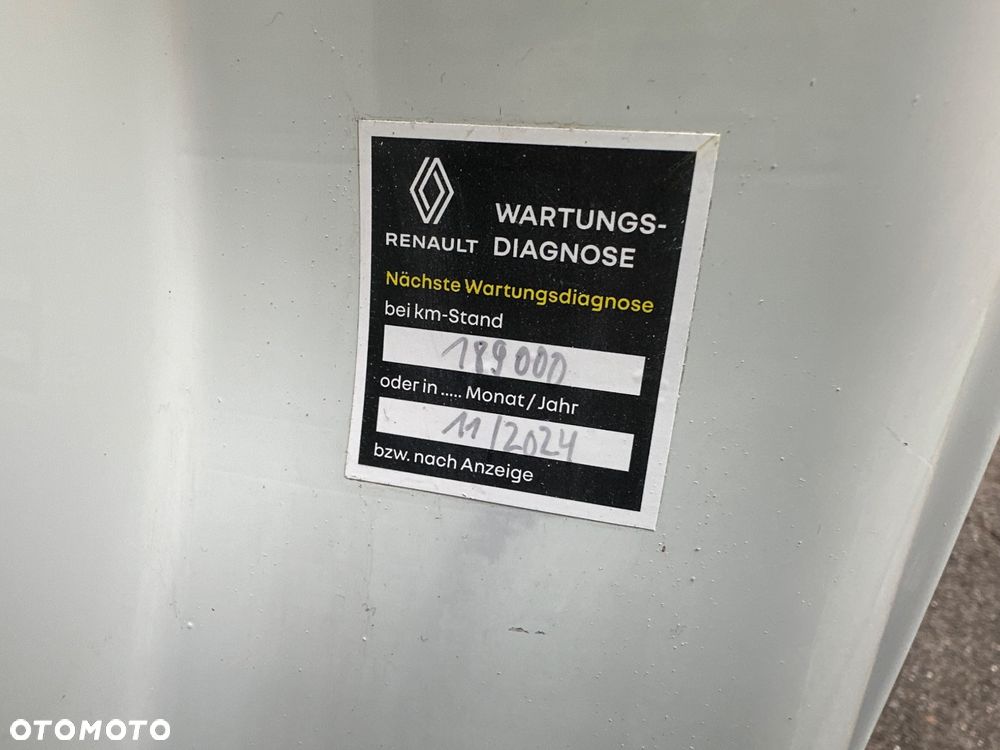 RENAULT
WARTUNGS-
DIAGNOSE
Nächste Wartungsdiagnose
bei km-Stand
189000
oder in ..... Monat/Jahr
11/2024
bzw. nach Anzeige
OTOMOTO